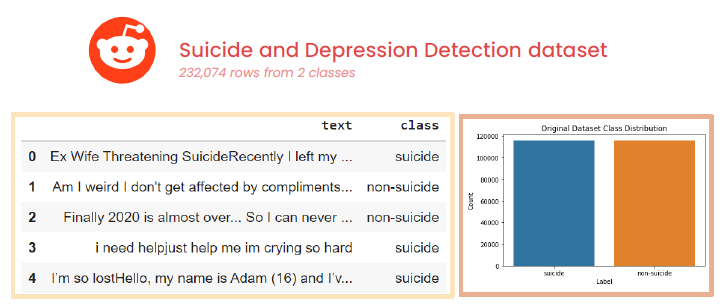 Suicide and Depression Detection dataset
232,074 rows from 2 classes
text class
0 Ex Wife Threatening SuicideRecently I left my ... suicide
1 Am I weird I don't get affected by compliments... non-suicide
2 Finally 2020 is almost over... So I can never ... non-suicide
3 i need helpjust help me im crying so hard suicide
4 I'm so lostHello, my name is Adam (16) and I'v... suicide
Original Dataset Class Distribution
120000
100000
80000
60000
40000
20000
0
Count
suicide non-suicide
Label